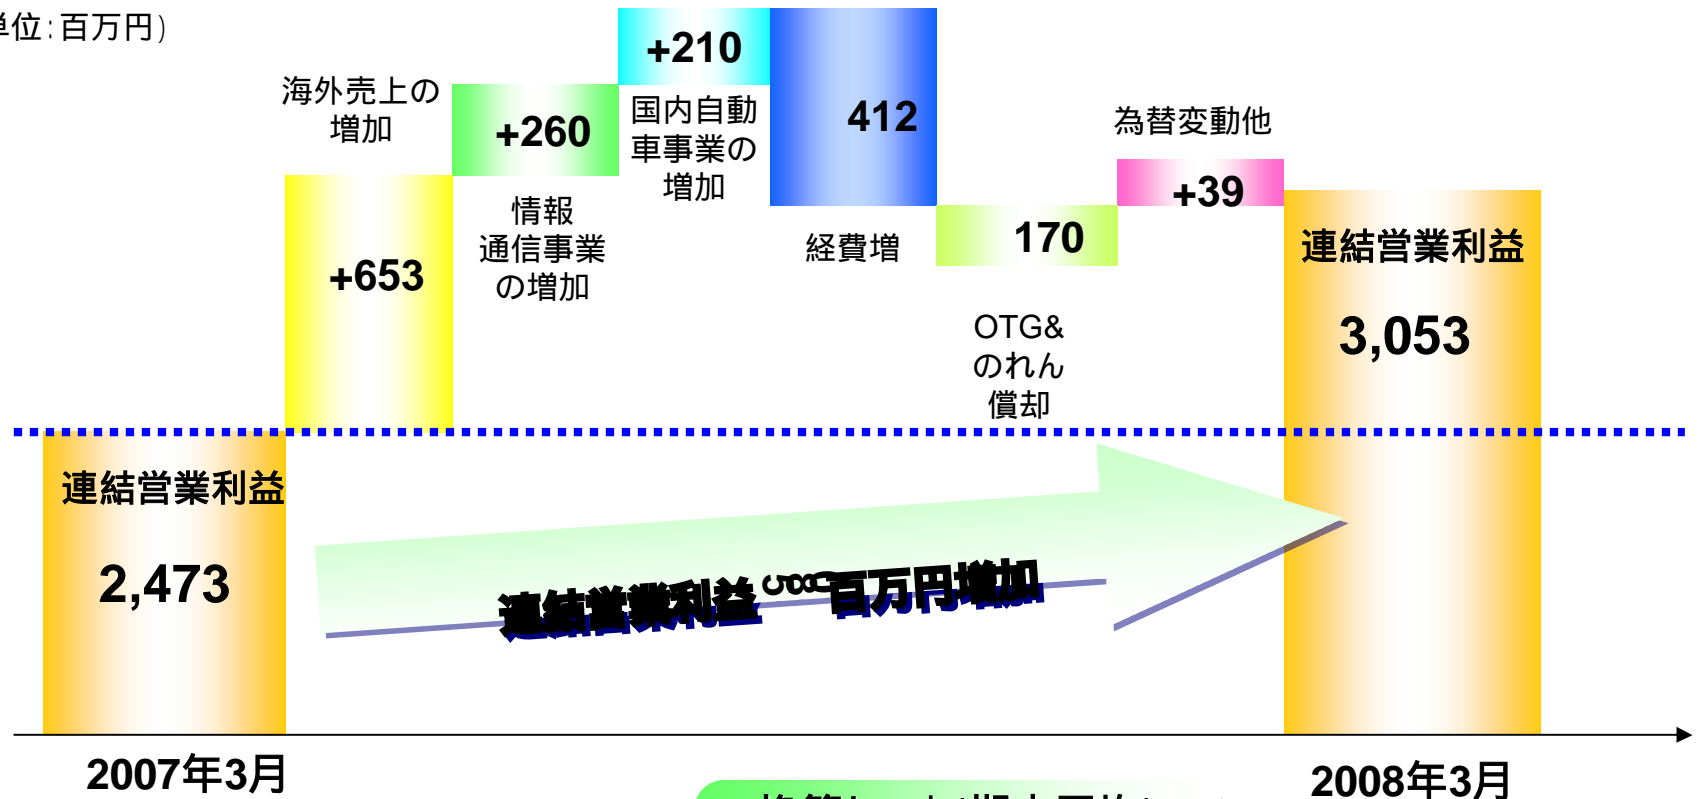 単位:百万円)
海外売上の
増加
+653
+260
情報
通信事業
の増加
+210
国内自動
車事業の
増加
412
経費増
170
OTG&
のれん
償却
為替変動他
+39
連結営業利益
3,053
連結営業利益
2,473
連結営業利益580百万円増加
2007年3月
2008年3月